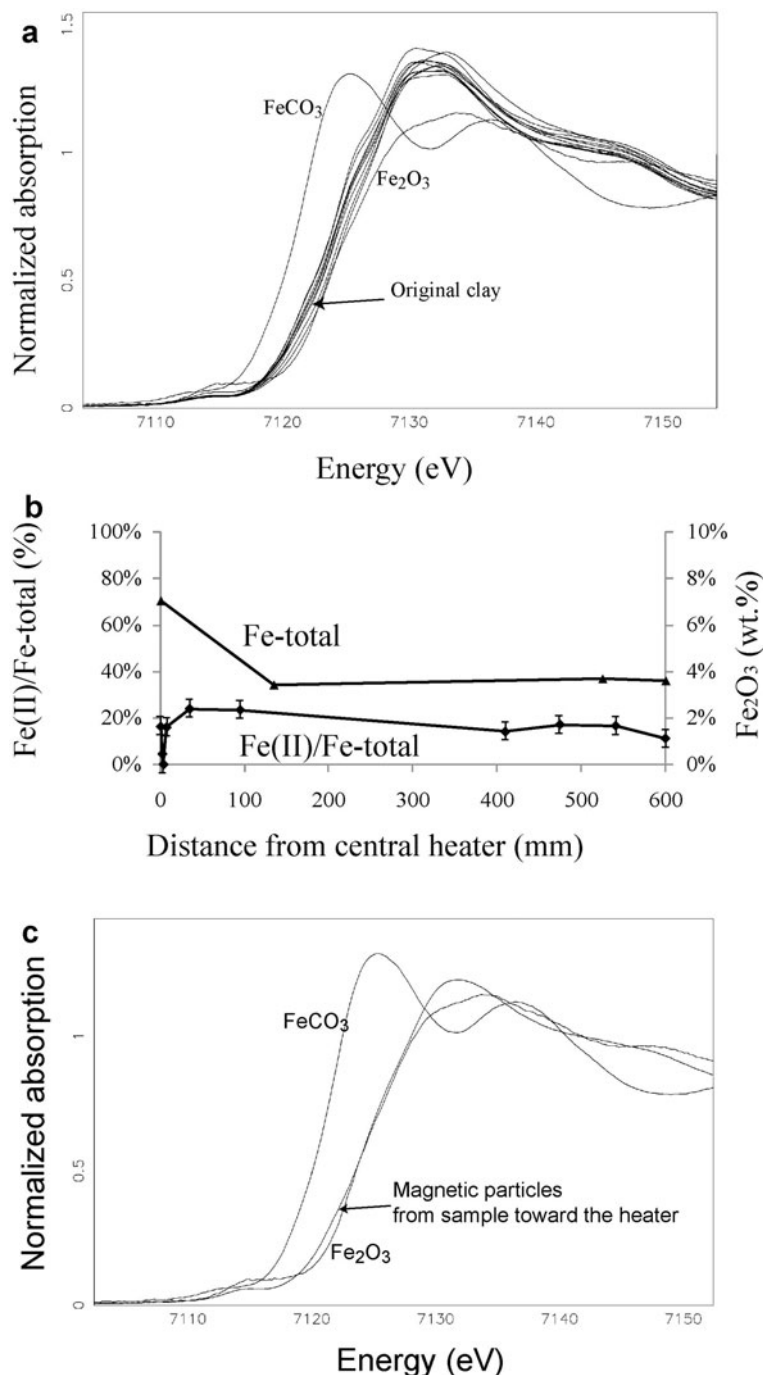 a
1.5
FeCO₃
1
Fe₂O₃
Normalized absorption
0.5
Original clay
0
7110 7120 7130 7140 7150
Energy (eV)
b
100% 10%
80% 8%
60% 6%
40% 4%
20% 2%
0% 0%
Fe(II)/Fe-total (%)
Fe-total
Fe₂O₃ (wt.%)
Fe(II)/Fe-total
0 100 200 300 400 500 600
Distance from central heater (mm)
c
FeCO₃
Normalized absorption
1
0.5
Magnetic particles
from sample toward the heater
Fe₂O₃
0
7110 7120 7130 7140 7150
Energy (eV)